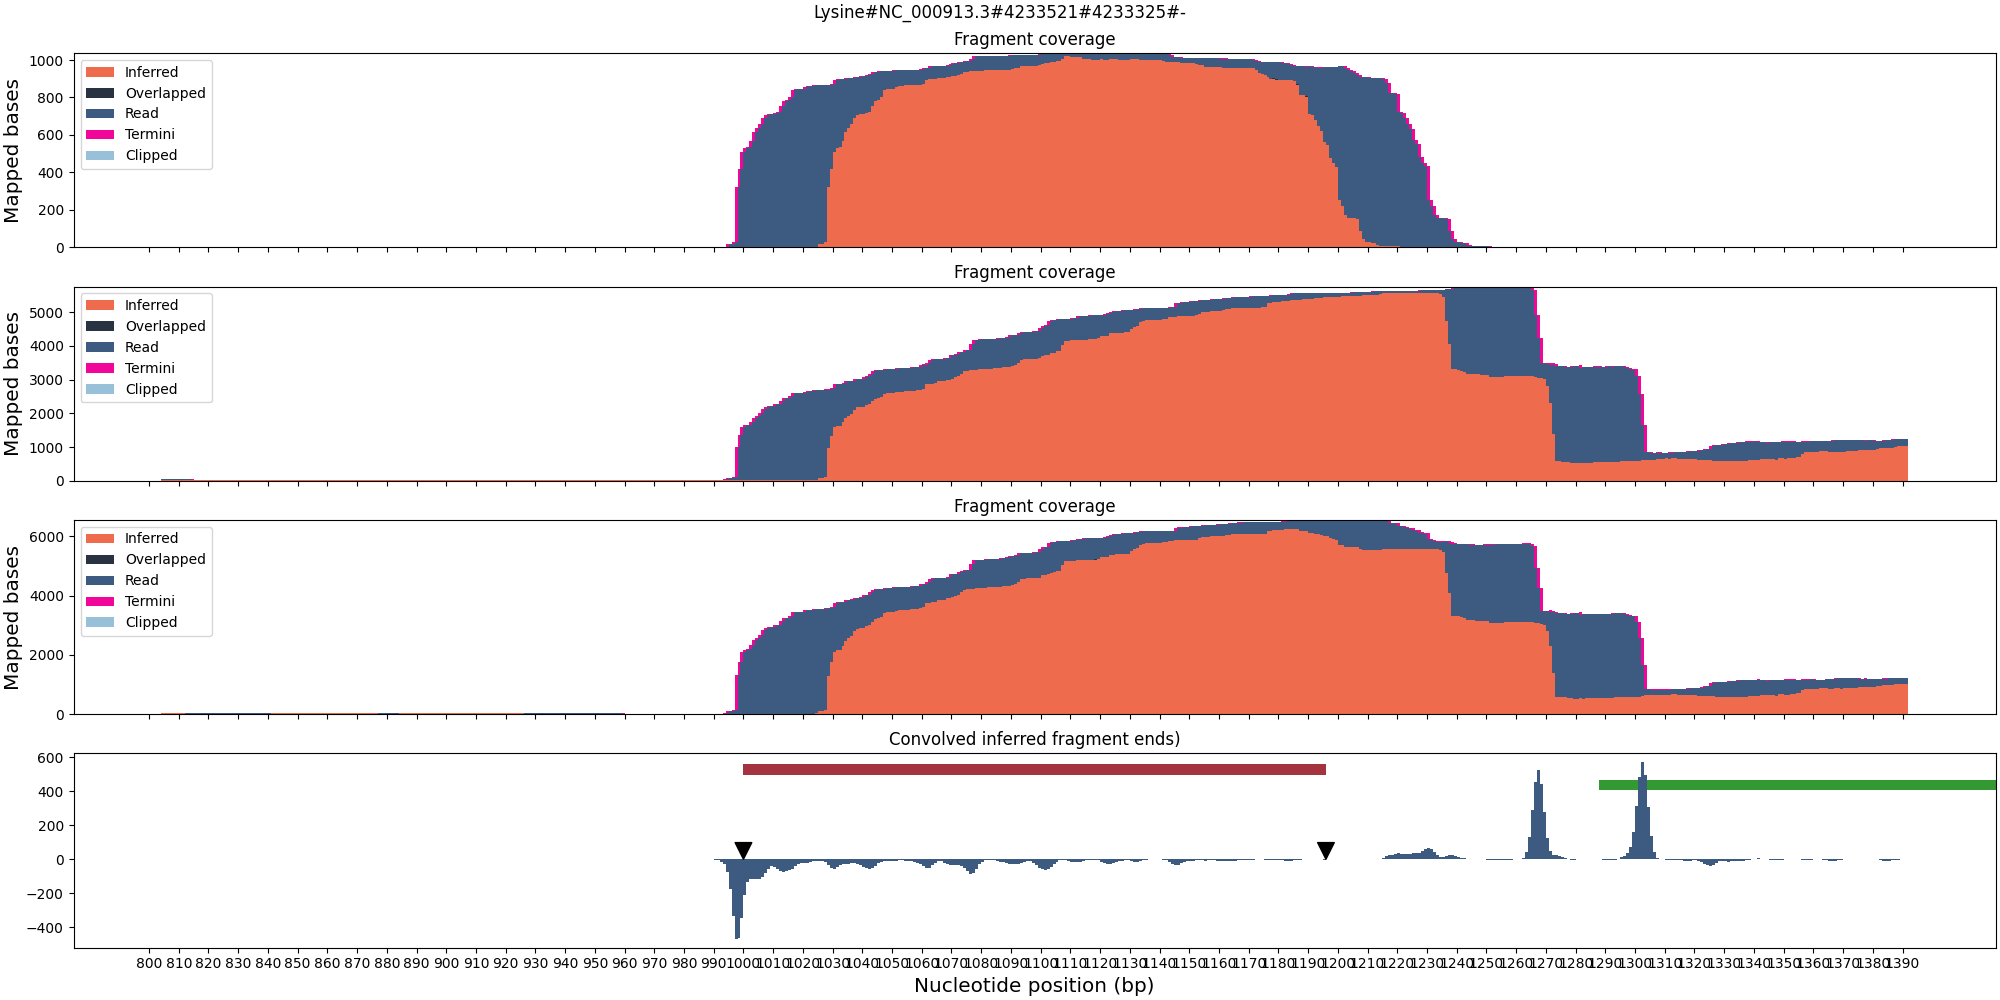 Lysine#NC_000913.3#4233521#4233325#-
Fragment coverage
Mapped bases
1000
800
600
400
200
0
Inferred
Overlapped
Read
Termini
Clipped
Fragment coverage
Mapped bases
5000
4000
3000
2000
1000
0
Inferred
Overlapped
Read
Termini
Clipped
Fragment coverage
Mapped bases
6000
4000
2000
0
Inferred
Overlapped
Read
Termini
Clipped
Convolved inferred fragment ends)
600
400
200
0
−200
−400
800 810 820 830 840 850 860 870 880 890 900 910 920 930 940 950 960 970 980 990 1000 1010 1020 1030 1040 1050 1060 1070 1080 1090 1100 1110 1120 1130 1140 1150 1160 1170 1180 1190 1200 1210 1220 1230 1240 1250 1260 1270 1280 1290 1300 1310 1320 1330 1340 1350 1360 1370 1380 1390
Nucleotide position (bp)